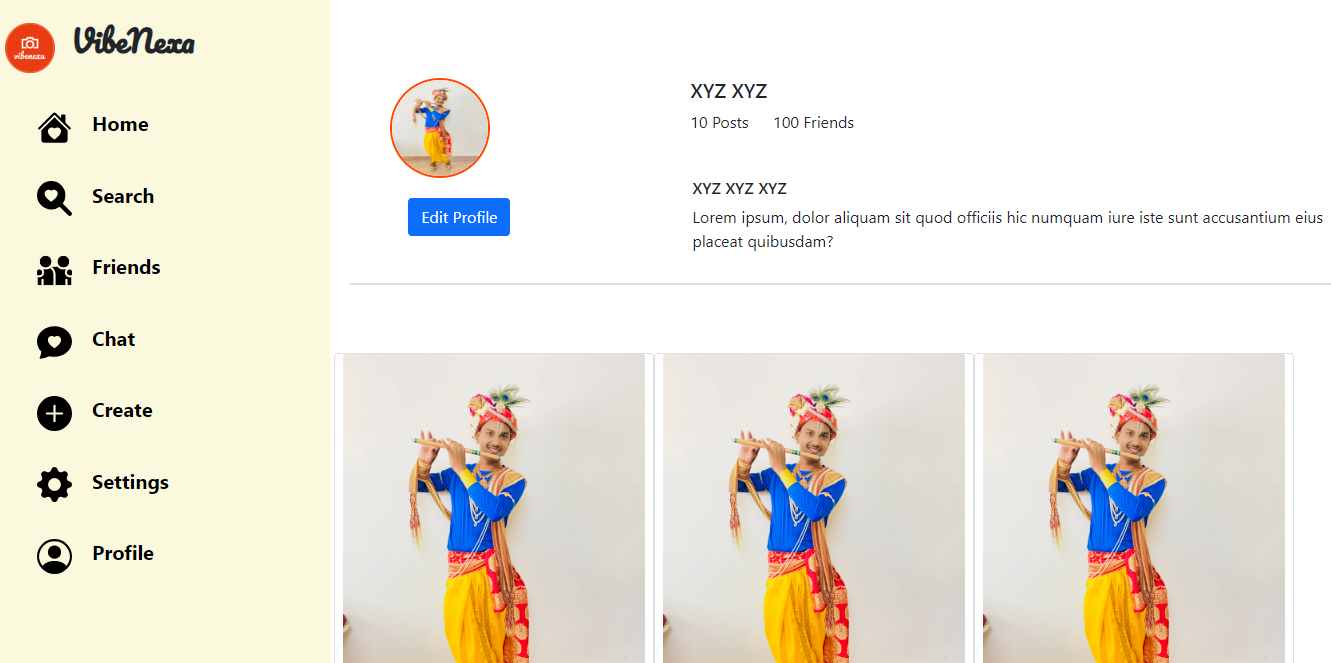 vibenexa
VibeNexa
Home
Search
Friends
Chat
Create
Settings
Profile
XYZ XYZ
10 Posts 100 Friends
Edit Profile
XYZ XYZ XYZ
Lorem ipsum, dolor aliquam sit quod officiis hic numquam iure iste sunt accusantium eius
placeat quibusdam?